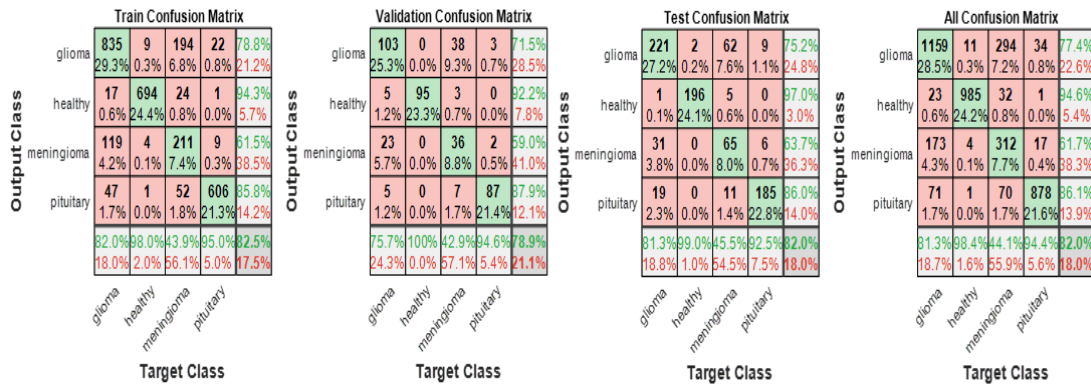 Train Confusion Matrix
Output Class
glioma 835 9 194 22 78.8%
29.3% 0.3% 6.8% 0.8% 21.2%
healthy 17 694 24 1 94.3%
0.6% 24.4% 0.8% 0.0% 5.7%
meningioma 119 4 211 9 61.5%
4.2% 0.1% 7.4% 0.3% 38.5%
pituitary 47 1 52 606 85.8%
1.7% 0.0% 1.8% 21.3% 14.2%
82.0% 98.0% 43.9% 95.0% 82.5%
18.0% 2.0% 56.1% 5.0% 17.5%
glioma healthy meningioma pituitary
Target Class
Validation Confusion Matrix
Output Class
glioma 103 0 38 3 71.5%
25.3% 0.0% 9.3% 0.7% 28.5%
healthy 5 95 3 0 92.2%
1.2% 23.3% 0.7% 0.0% 7.8%
meningioma 23 0 36 2 59.0%
5.7% 0.0% 8.8% 0.5% 41.0%
pituitary 5 0 7 87 87.9%
1.2% 0.0% 1.7% 21.4% 12.1%
75.7% 100% 42.9% 94.6% 78.9%
24.3% 0.0% 57.1% 5.4% 21.1%
glioma healthy meningioma pituitary
Target Class
Test Confusion Matrix
Output Class
glioma 221 2 62 9 75.2%
27.2% 0.2% 7.6% 1.1% 24.8%
healthy 1 196 5 0 97.0%
0.1% 24.1% 0.6% 0.0% 3.0%
meningioma 31 0 65 6 63.7%
3.8% 0.0% 8.0% 0.7% 36.3%
pituitary 19 0 11 185 86.0%
2.3% 0.0% 1.4% 22.8% 14.0%
81.3% 99.0% 45.5% 92.5% 82.0%
18.8% 1.0% 54.5% 7.5% 18.0%
glioma healthy meningioma pituitary
Target Class
All Confusion Matrix
Output Class
glioma 1159 11 294 34 77.4%
28.5% 0.3% 7.2% 0.8% 22.6%
healthy 23 985 32 1 94.6%
0.6% 24.2% 0.8% 0.0% 5.4%
meningioma 173 4 312 17 61.7%
4.3% 0.1% 7.7% 0.4% 38.3%
pituitary 71 1 70 878 86.1%
1.7% 0.0% 1.7% 21.6% 13.9%
81.3% 98.4% 44.1% 94.4% 82.0%
18.7% 1.6% 55.9% 5.6% 18.0%
glioma healthy meningioma pituitary
Target Class